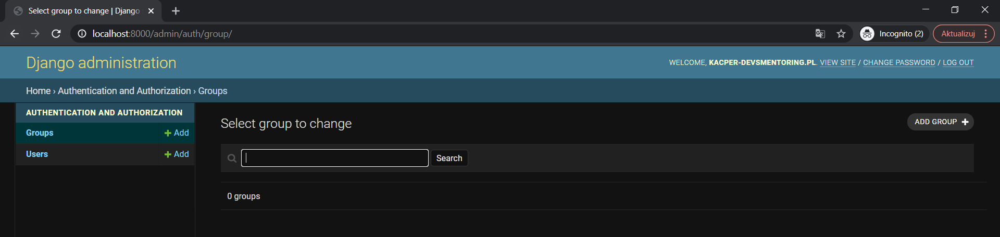 Select group to change | Django
localhost:8000/admin/auth/group/
Incognito (2)
Aktualizuj
Django administration
WELCOME, KACPER-DEVSMENTORING.PL. VIEW SITE / CHANGE PASSWORD / LOG OUT
Home › Authentication and Authorization › Groups
AUTHENTICATION AND AUTHORIZATION
Groups
+ Add
Users
+ Add
Select group to change
ADD GROUP +
Search
0 groups